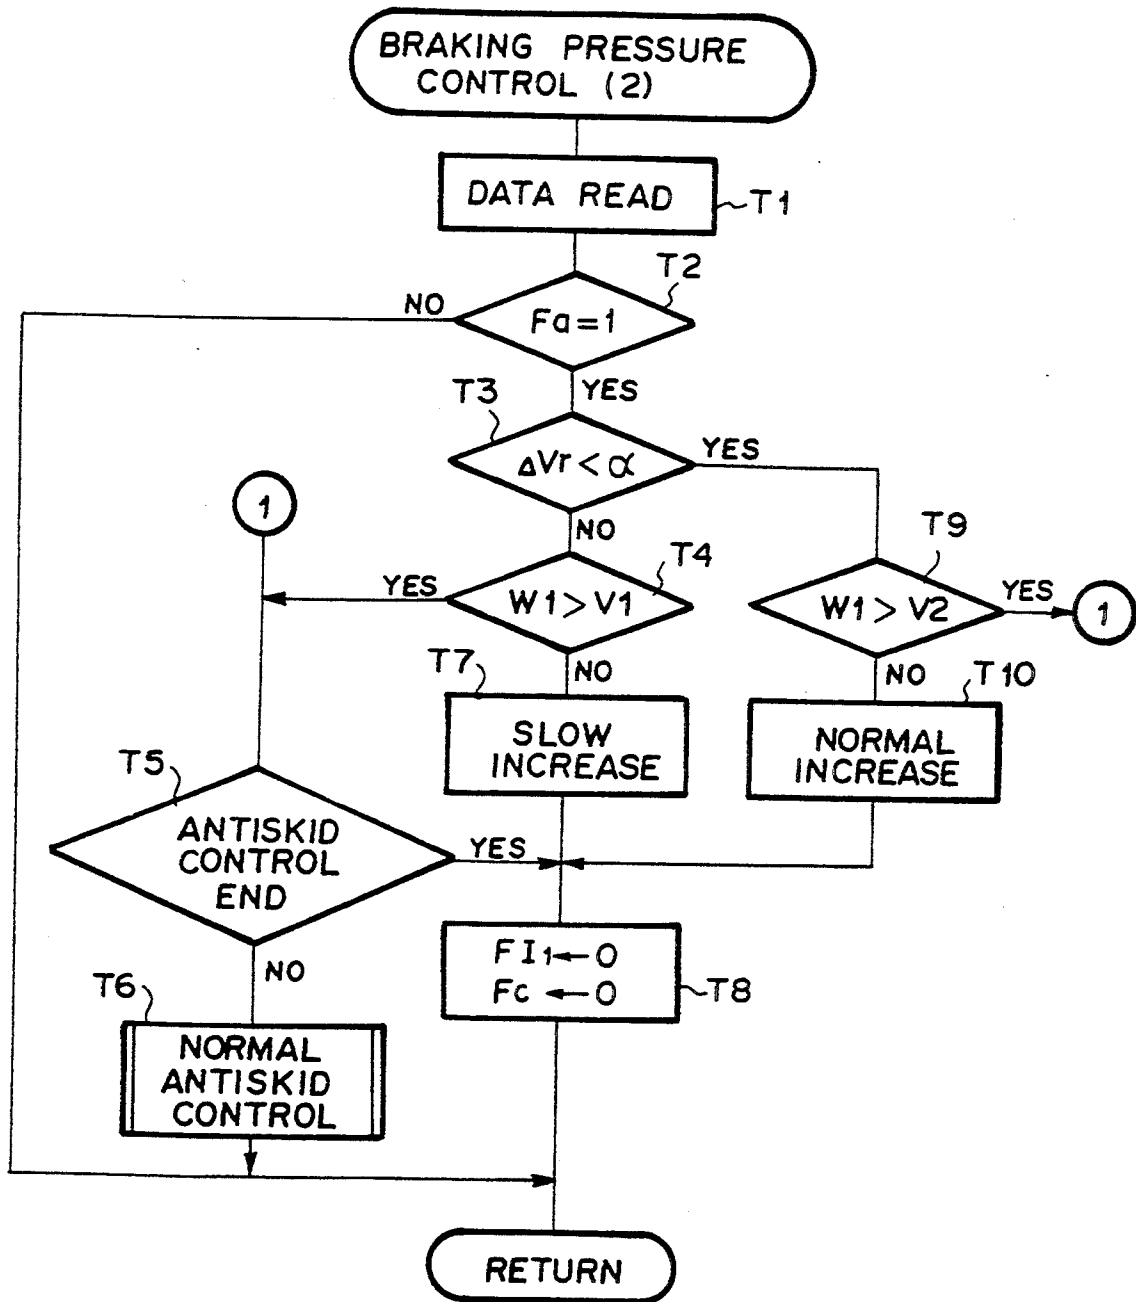 BRAKING PRESSURE
CONTROL (2)
DATA READ
T1
T2
NO
Fa=1
YES
T3
ΔVr < α
YES
1
NO
T4
T9
YES
W1 > V1
W1 > V2
YES
1
T7
NO
NO
T10
SLOW
INCREASE
NORMAL
INCREASE
T5
ANTISKID
CONTROL
END
YES
NO
FI1←0
Fc ←0
T8
T6
NORMAL
ANTISKID
CONTROL
RETURN